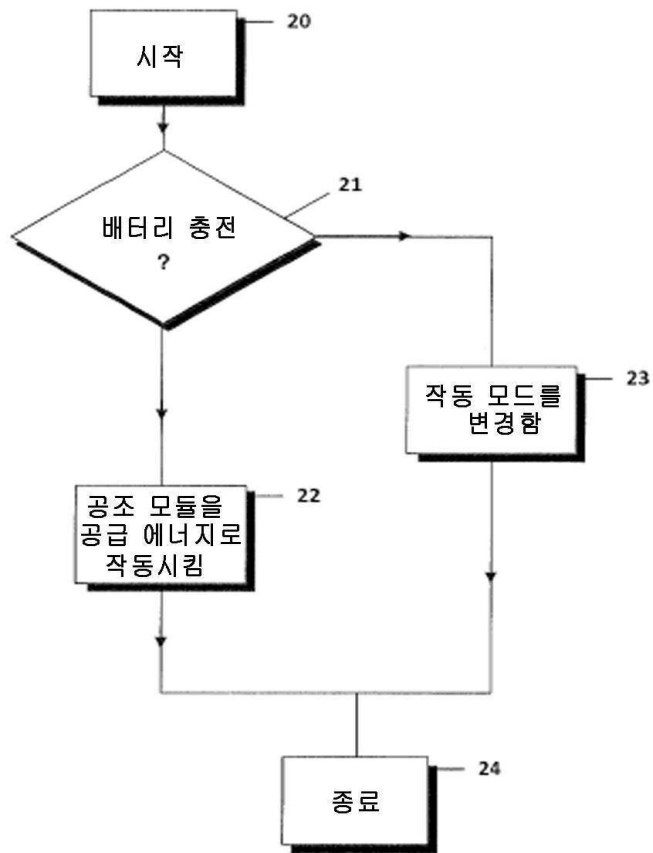 시작
20
배터리 충전
?
21
작동 모드를
변경함
23
공조 모듈을
공급 에너지로
작동시킴
22
종료
24